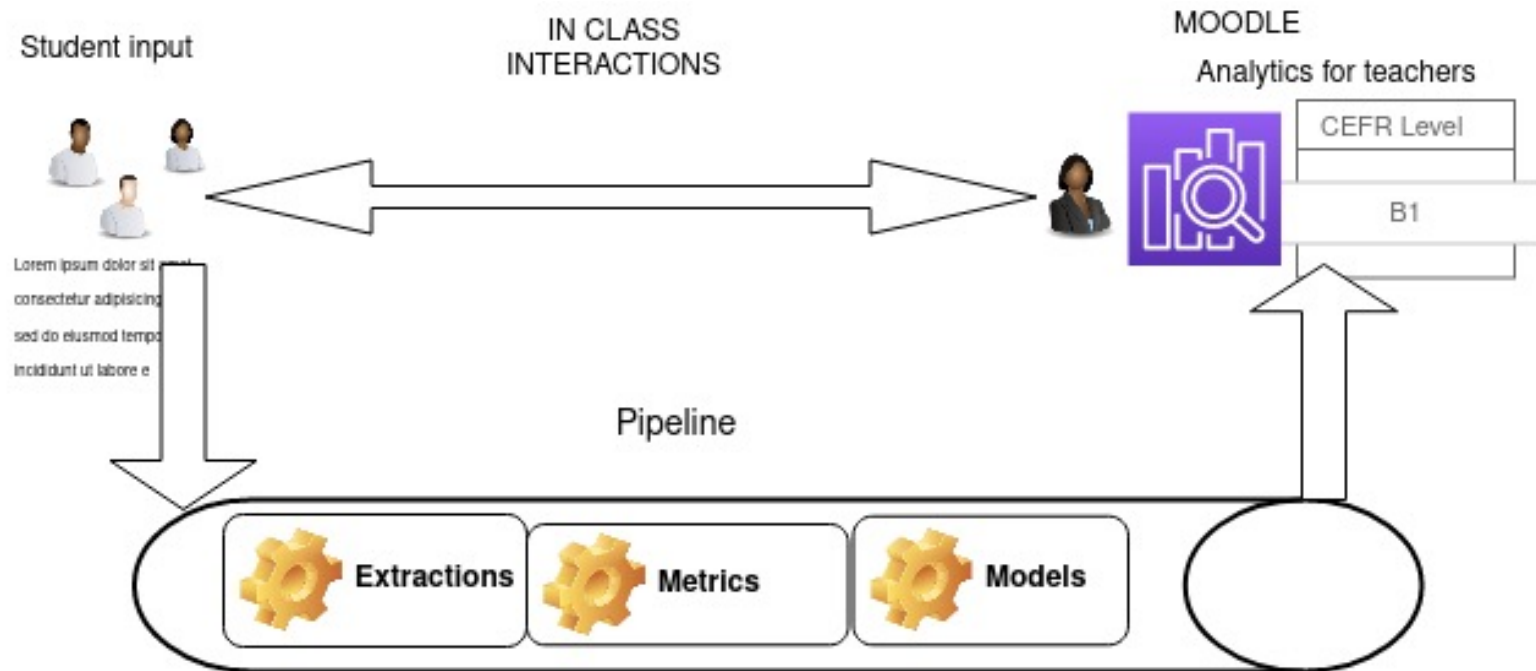 Student input
IN CLASS
INTERACTIONS
MOODLE
Analytics for teachers
CEFR Level
B1
Lorem ipsum dolor sit
consectetur adipisicing
sed do eiusmod tempo
incididunt ut labore e
Pipeline
Extractions
Metrics
Models